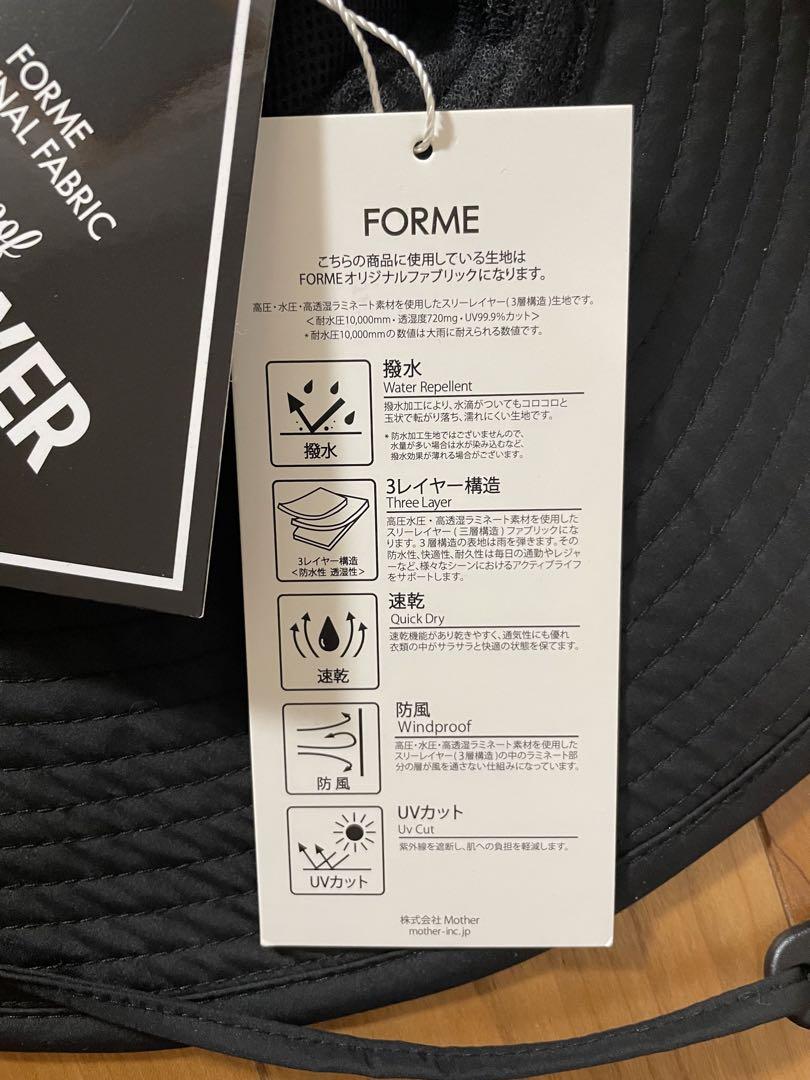 FORME
FABRIC
FORME
こちらの商品に使用している生地は
FORMEオリジナルファブリックになります。
高圧・水圧・高透湿ラミネート素材を使用したスリーレイヤー(3層構造)生地です。
<耐水圧10,000mm・透湿度720mg・UV99.9%カット>
*耐水圧10,000mmの数値は大雨に耐えられる数値です。
撥水
撥水
Water Repellent
撥水加工により、水滴がついてもコロコロと
玉状で転がり落ち、濡れにくい生地です。
*防水加工生地ではございませんので、
水量が多い場合は水が染み込むなど、
撥水効果が薄れる場合がございます。
3レイヤー構造
<防水性 透湿性>
3レイヤー構造
Three Layer
高圧水圧・高透湿ラミネート素材を使用した
スリーレイヤー(三層構造)ファブリックにな
ります。3層構造の表地は雨を弾きます。その
防水性、快適性、耐久性は毎日の通勤やレジャ
ーなど、様々なシーンにおけるアクティブライフ
をサポートします。
速乾
速乾
Quick Dry
速乾機能があり乾きやすく、通気性にも優れ
衣類の中がサラサラと快適の状態を保てます。
防風
防風
Windproof
高圧・水圧・高透湿ラミネート素材を使用した
スリーレイヤー(3層構造)の中のラミネート部
分の層が風を通さない仕組みになっています。
UVカット
UVカット
Uv Cut
紫外線を遮断し、肌への負担を軽減します。
株式会社 Mother
mother-inc.jp